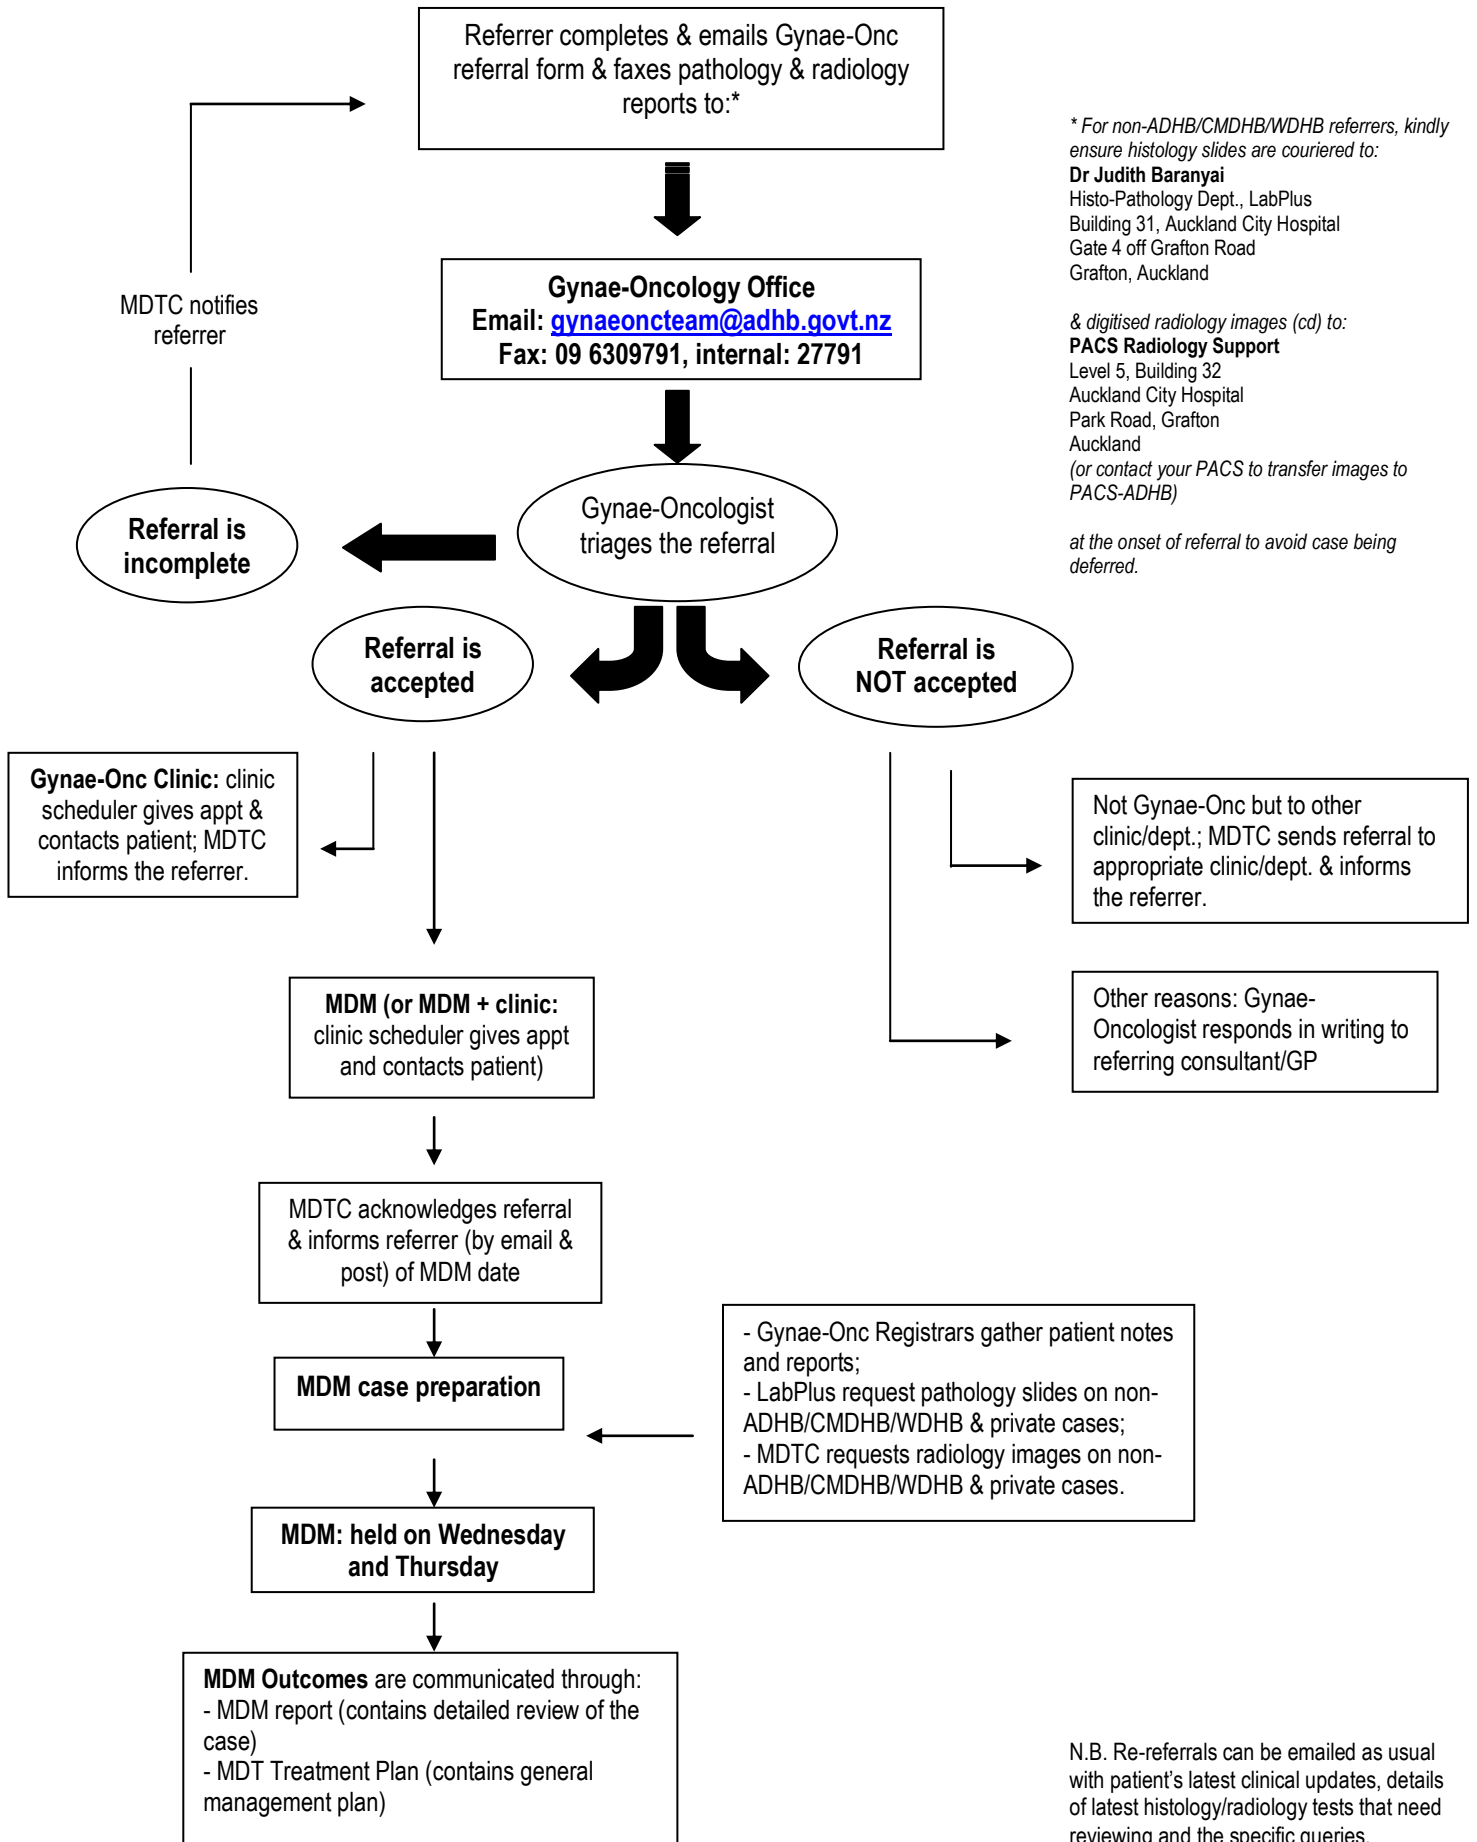 Referrer completes & emails Gynae-Onc
referral form & faxes pathology & radiology
reports to:*
* For non-ADHB/CMDHB/WDHB referrers, kindly
ensure histology slides are couriered to:
Dr Judith Baranyai
Histo-Pathology Dept., LabPlus
Building 31, Auckland City Hospital
Gate 4 off Grafton Road
Grafton, Auckland
& digitised radiology images (cd) to:
PACS Radiology Support
Level 5, Building 32
Auckland City Hospital
Park Road, Grafton
Auckland
(or contact your PACS to transfer images to
PACS-ADHB)
at the onset of referral to avoid case being
deferred.
Gynae-Oncology Office
Email: gynaeoncteam@adhb.govt.nz
Fax: 09 6309791, internal: 27791
MDTC notifies
referrer
Gynae-Oncologist
triages the referral
Referral is
incomplete
Referral is
accepted
Referral is
NOT accepted
Gynae-Onc Clinic: clinic
scheduler gives appt &
contacts patient; MDTC
informs the referrer.
Not Gynae-Onc but to other
clinic/dept.; MDTC sends referral to
appropriate clinic/dept. & informs
the referrer.
MDM (or MDM + clinic:
clinic scheduler gives appt
and contacts patient)
Other reasons: Gynae-
Oncologist responds in writing to
referring consultant/GP
MDTC acknowledges referral
& informs referrer (by email &
post) of MDM date
MDM case preparation
- Gynae-Onc Registrars gather patient notes
and reports;
- LabPlus request pathology slides on non-
ADHB/CMDHB/WDHB & private cases;
- MDTC requests radiology images on non-
ADHB/CMDHB/WDHB & private cases.
MDM: held on Wednesday
and Thursday
MDM Outcomes are communicated through:
- MDM report (contains detailed review of the
case)
- MDT Treatment Plan (contains general
management plan)
N.B. Re-referrals can be emailed as usual
with patient's latest clinical updates, details
of latest histology/radiology tests that need
reviewing and the specific queries.